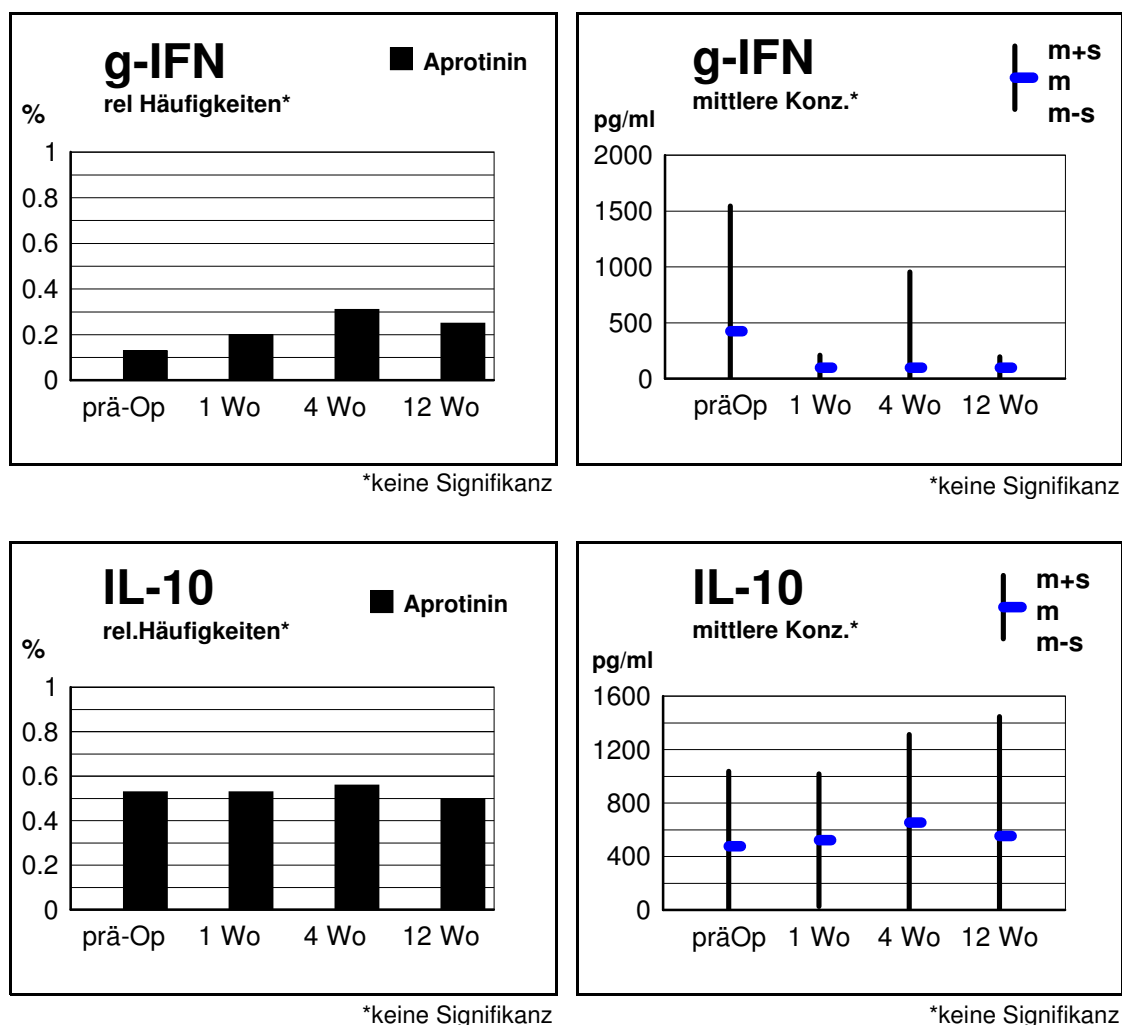 g-IFN
rel Häufigkeiten*
Aprotinin
%
1
0.8
0.6
0.4
0.2
0
prä-Op 1 Wo 4 Wo 12 Wo
*keine Signifikanz
g-IFN
mittlere Konz.*
m+s
m
m-s
pg/ml
2000
1500
1000
500
0
präOp 1 Wo 4 Wo 12 Wo
*keine Signifikanz
IL-10
rel.Häufigkeiten*
Aprotinin
%
1
0.8
0.6
0.4
0.2
0
prä-Op 1 Wo 4 Wo 12 Wo
*keine Signifikanz
IL-10
mittlere Konz.*
m+s
m
m-s
pg/ml
1600
1200
800
400
0
präOp 1 Wo 4 Wo 12 Wo
*keine Signifikanz